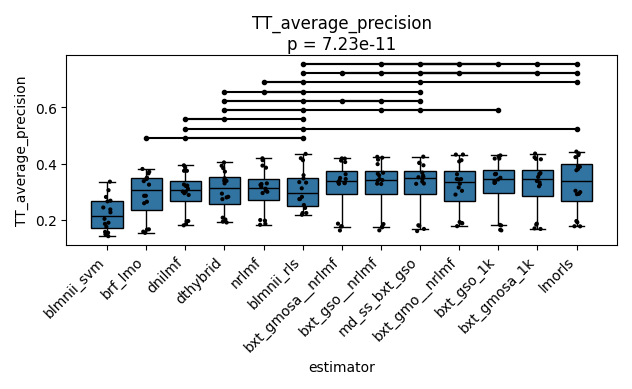 TT_average_precision
p = 7.23e-11
TT_average_precision
0.6
0.4
0.2
blmnii_svm
brf_lmo
dnilmf
dthybrid
nrlmf
blmnii_rls
bxt_gmosa__nrlmf
bxt_gso__nrlmf
md_ss_bxt_gso
bxt_gmo__nrlmf
bxt_gso_1k
bxt_gmosa_1k
lmorls
estimator